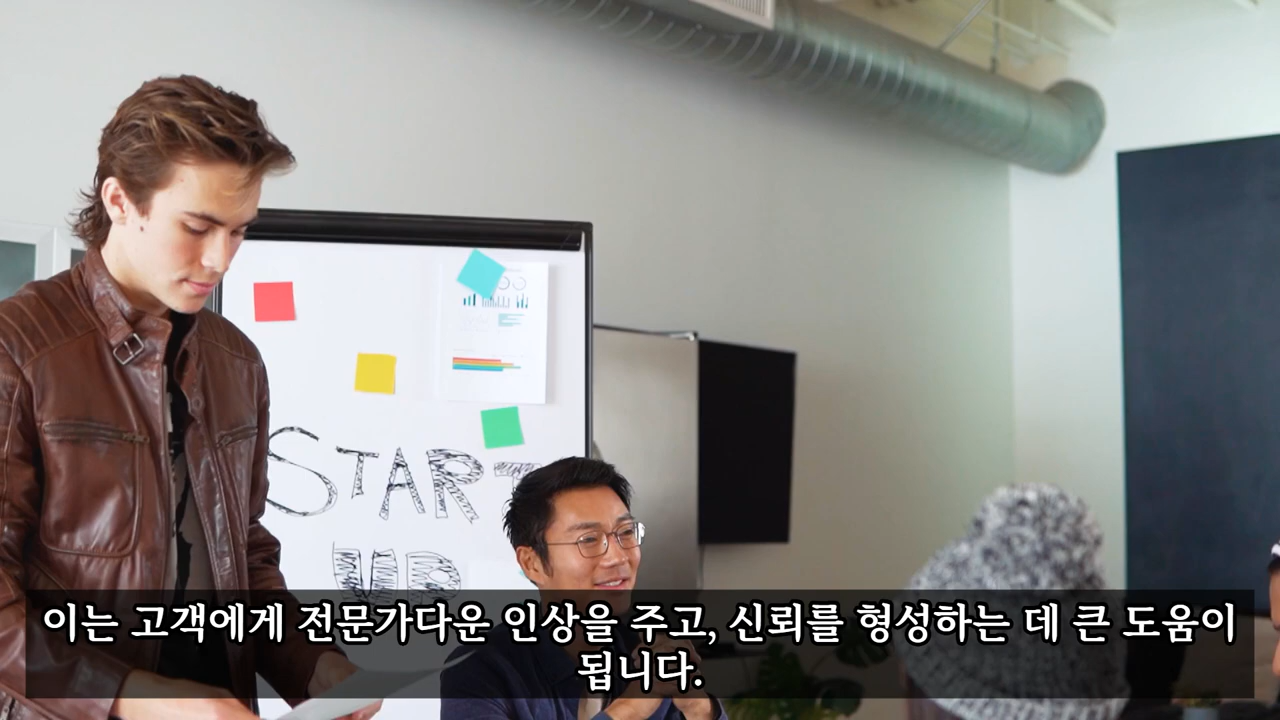 START
UP
이는 고객에게 전문가다운 인상을 주고, 신뢰를 형성하는 데 큰 도움이
됩니다.